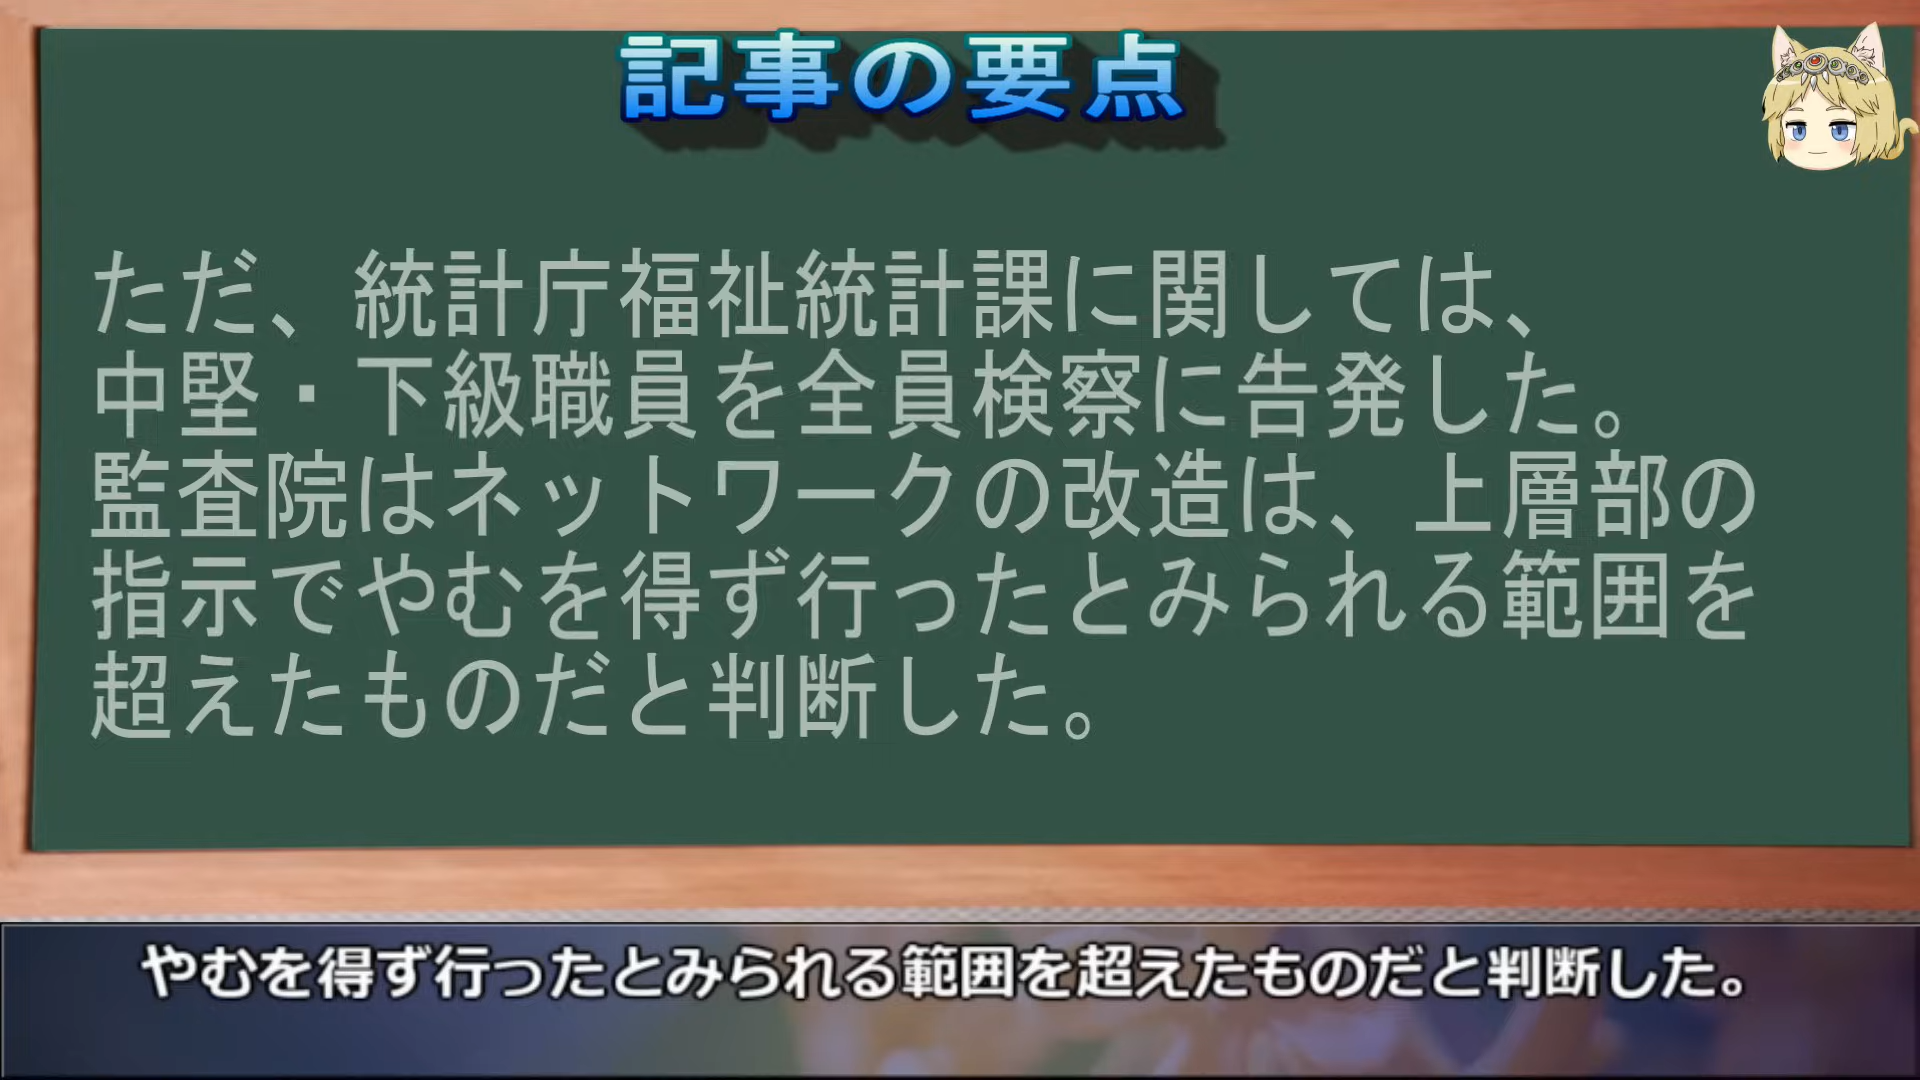 記事の要点
ただ、統計庁福祉統計課に関しては、
中堅・下級職員を全員検察に告発した。
監査院はネットワークの改造は、上層部の
指示でやむを得ず行ったとみられる範囲を
超えたものだと判断した。
やむを得ず行ったとみられる範囲を超えたものだと判断した。